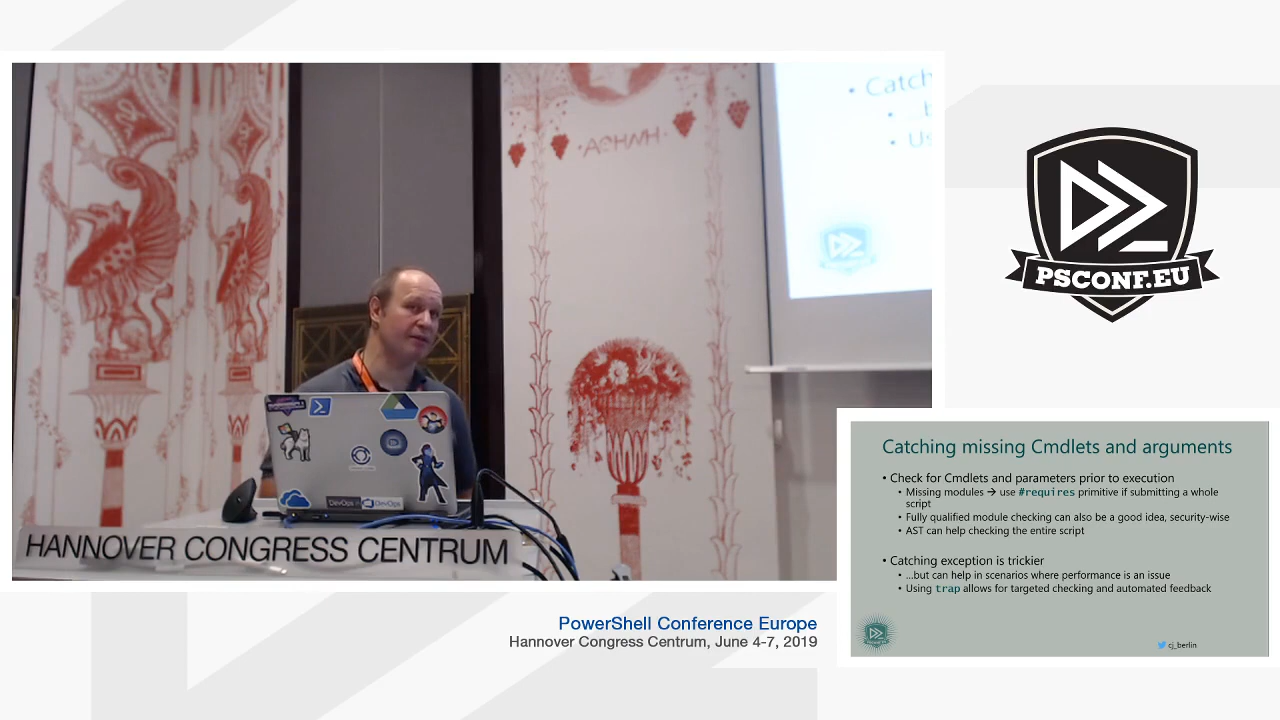 Catch
Us
HANNOVER CONGRESS CENTRUM
DevOps
DevOps
PSCONF.EU
Catching missing Cmdlets and arguments
• Check for Cmdlets and parameters prior to execution
• Missing modules → use #requires primitive if submitting a whole
script
• Fully qualified module checking can also be a good idea, security-wise
• AST can help checking the entire script
• Catching exception is trickier
• ...but can help in scenarios where performance is an issue
• Using trap allows for targeted checking and automated feedback
cj_berlin
PowerShell Conference Europe
Hannover Congress Centrum, June 4-7, 2019